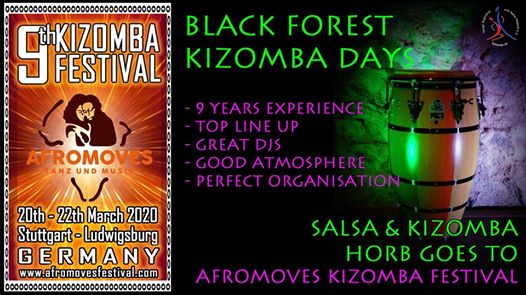 9th KIZOMBA
FESTIVAL
AFROMOVES
TANZ UND MUSIK
20th - 22th March 2020
Stuttgart - Ludwigsburg
GERMANY
www.afromovesfestival.com
BLACK FOREST
KIZOMBA DAYS
- 9 YEARS EXPERIENCE
- TOP LINE UP
- GREAT DJS
- GOOD ATMOSPHERE
- PERFECT ORGANISATION
SALSA & KIZOMBA
HORB GOES TO
AFROMOVES KIZOMBA FESTIVAL